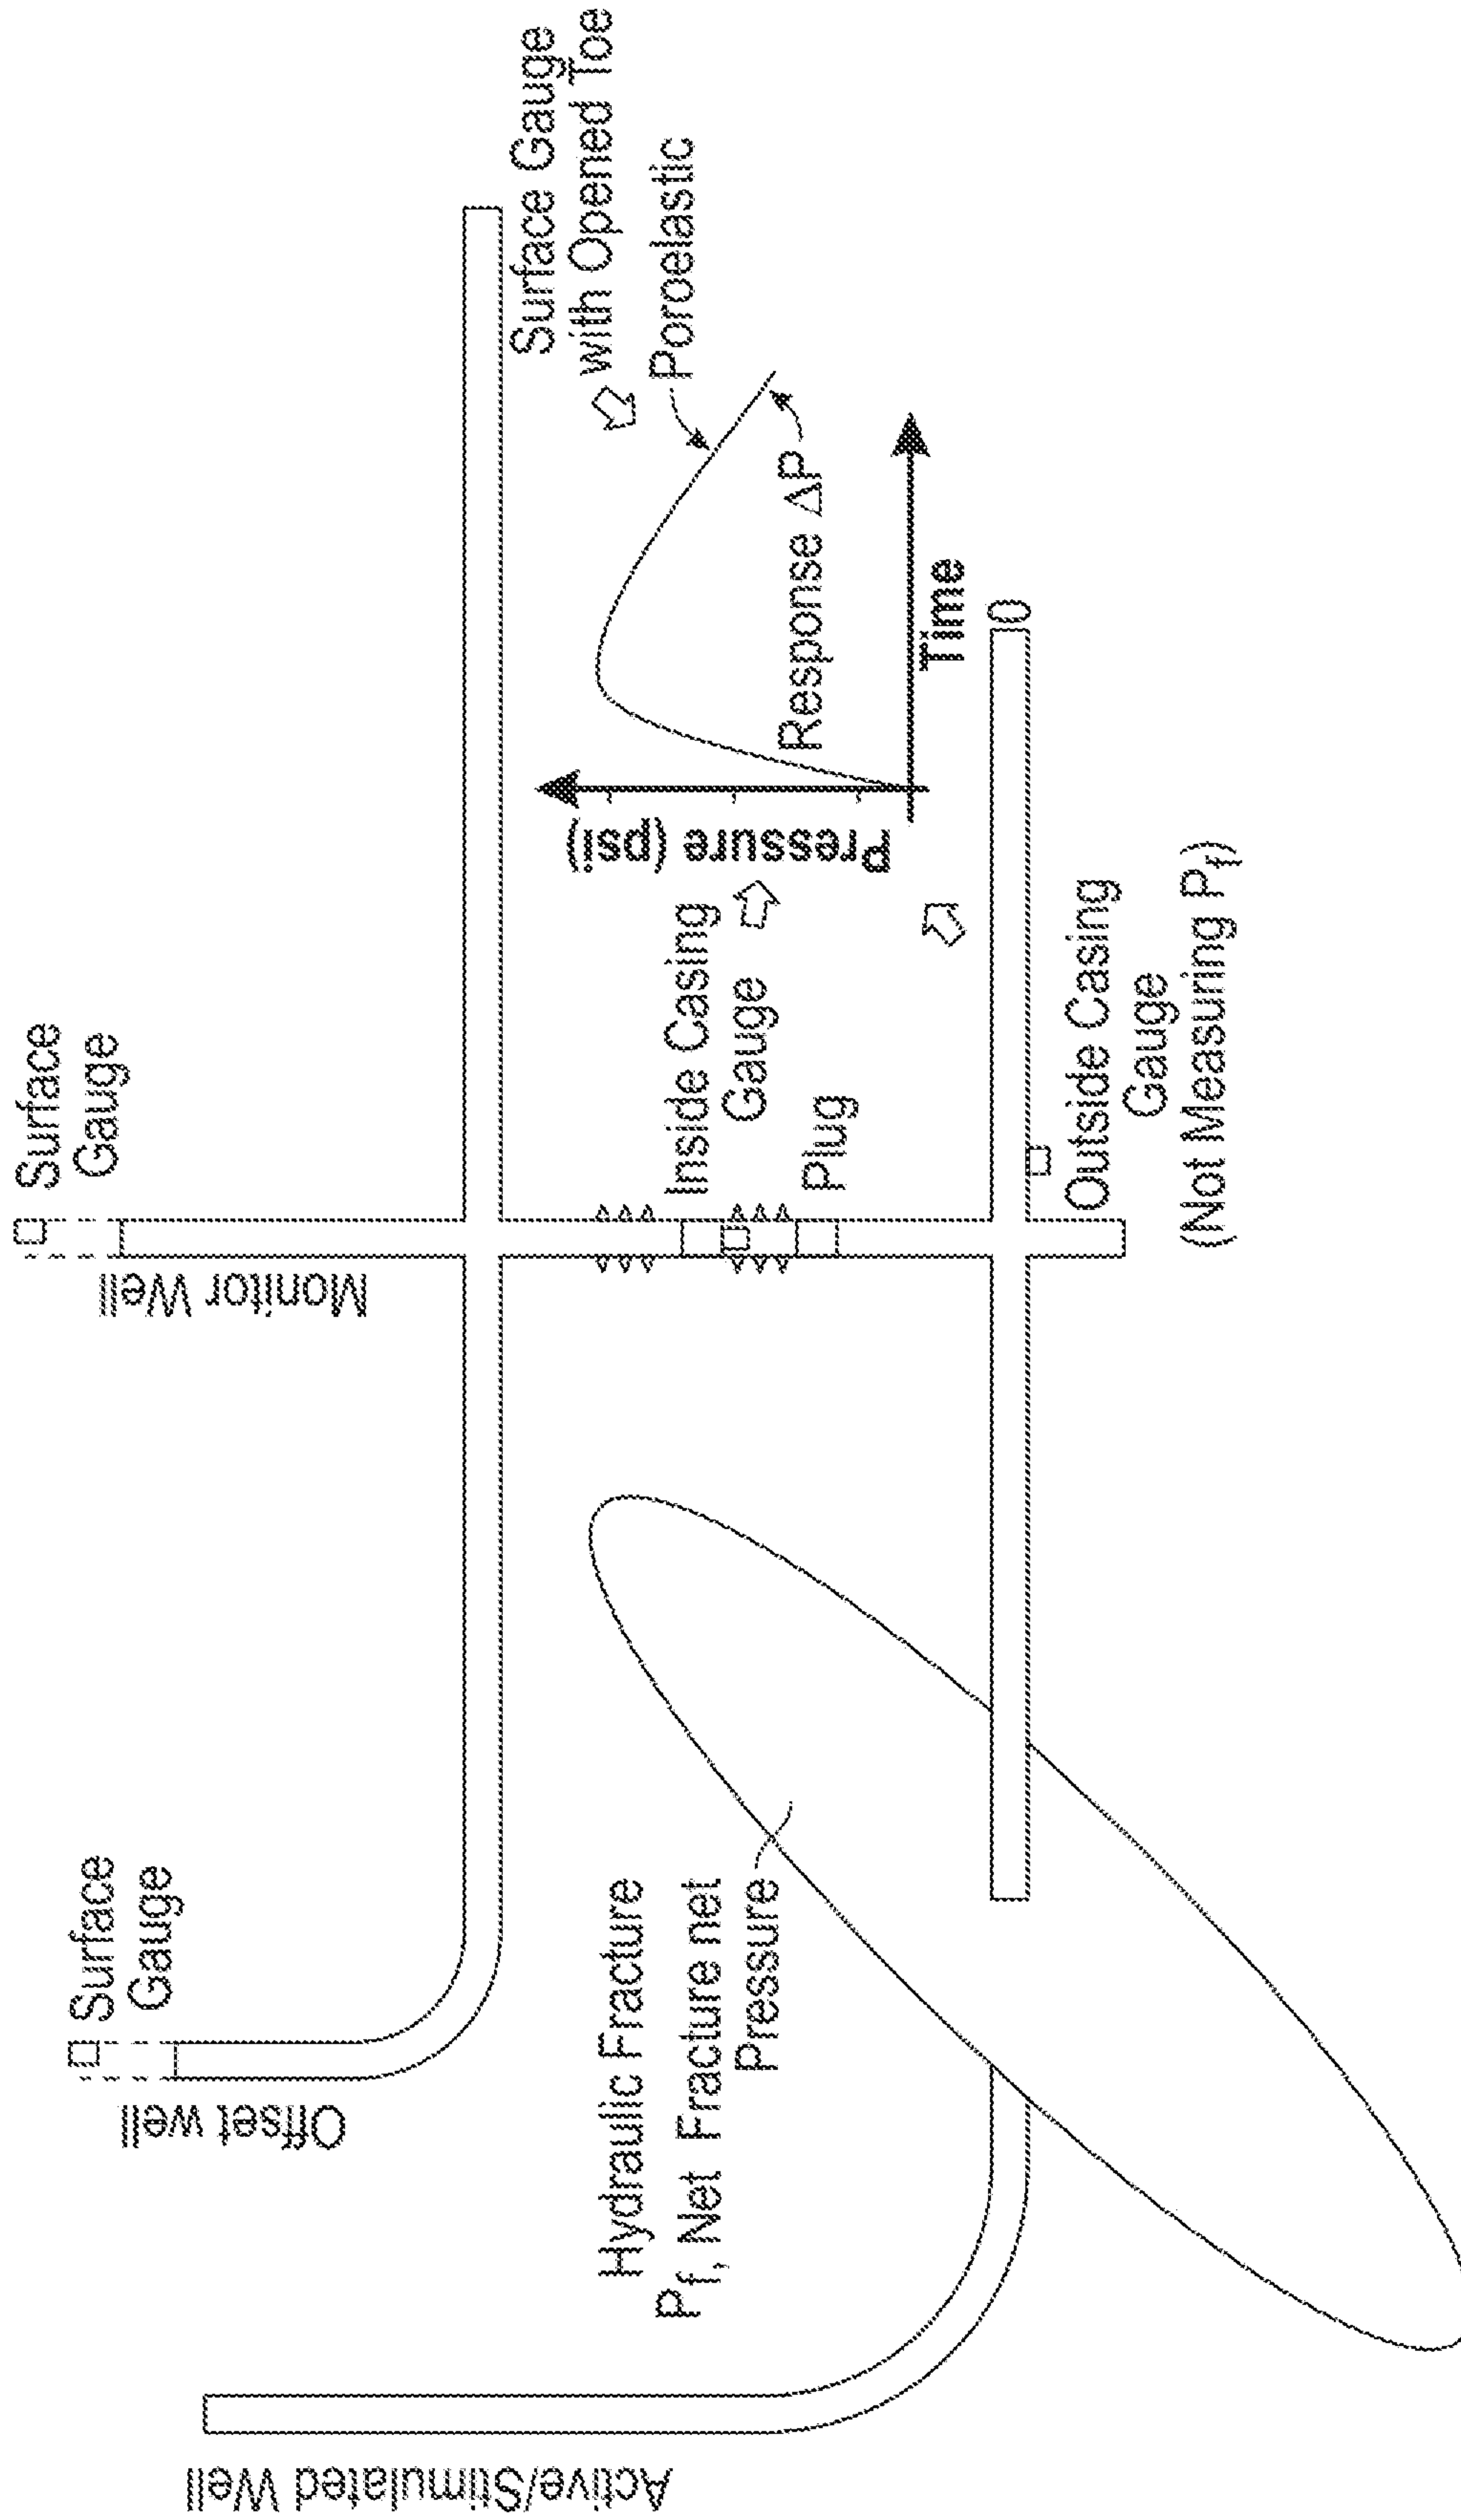 Active/Stimulated Well
Offset well
Surface
Gauge
Monitor Well
Surface
Gauge
Hydraulic Fracture
Pf, Net Fracture net
Pressure
Inside Casing
Gauge
Plug
Pressure (psi)
Surface Gauge
with Opened Toe
Poroelastic
Response ΔP
Time
Outside Casing
Gauge
(Not Measuring Pf)